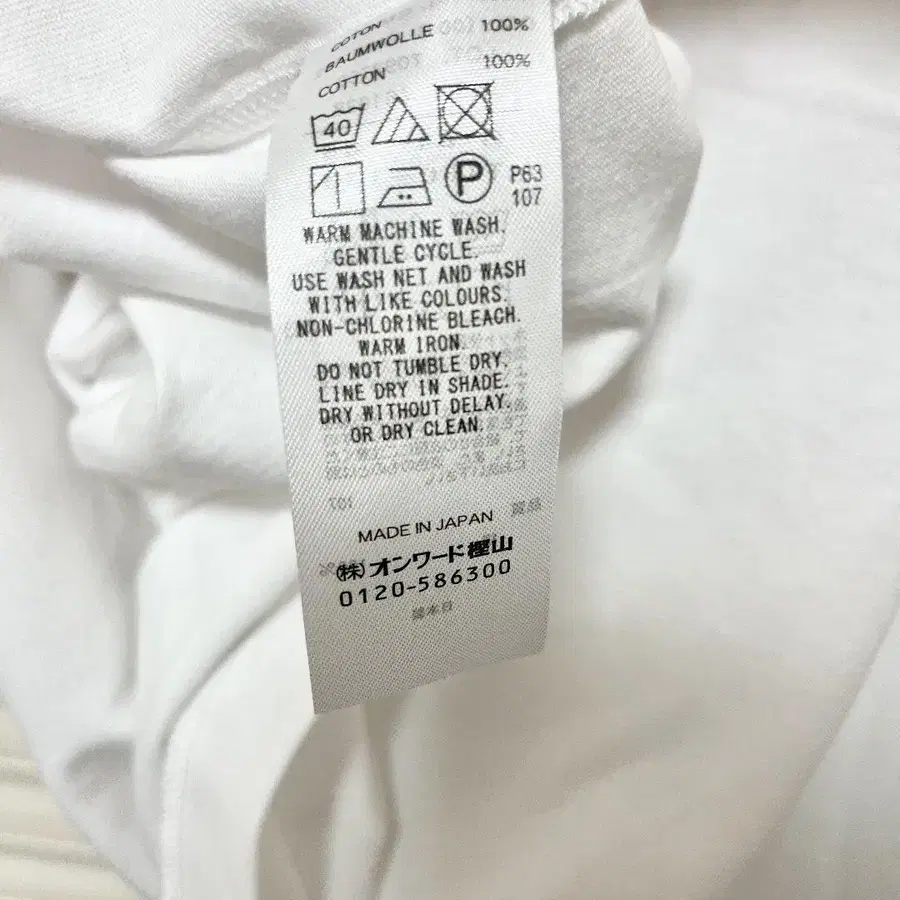 COTON 100%
BAUMWOLLE
COTTON 100%
40
P
P63
107
WARM MACHINE WASH.
GENTLE CYCLE.
USE WASH NET AND WASH
WITH LIKE COLOURS.
NON-CHLORINE BLEACH.
WARM IRON.
DO NOT TUMBLE DRY.
LINE DRY IN SHADE.
DRY WITHOUT DELAY.
OR DRY CLEAN.
MADE IN JAPAN
(株)オンワード樫山
0120-586300